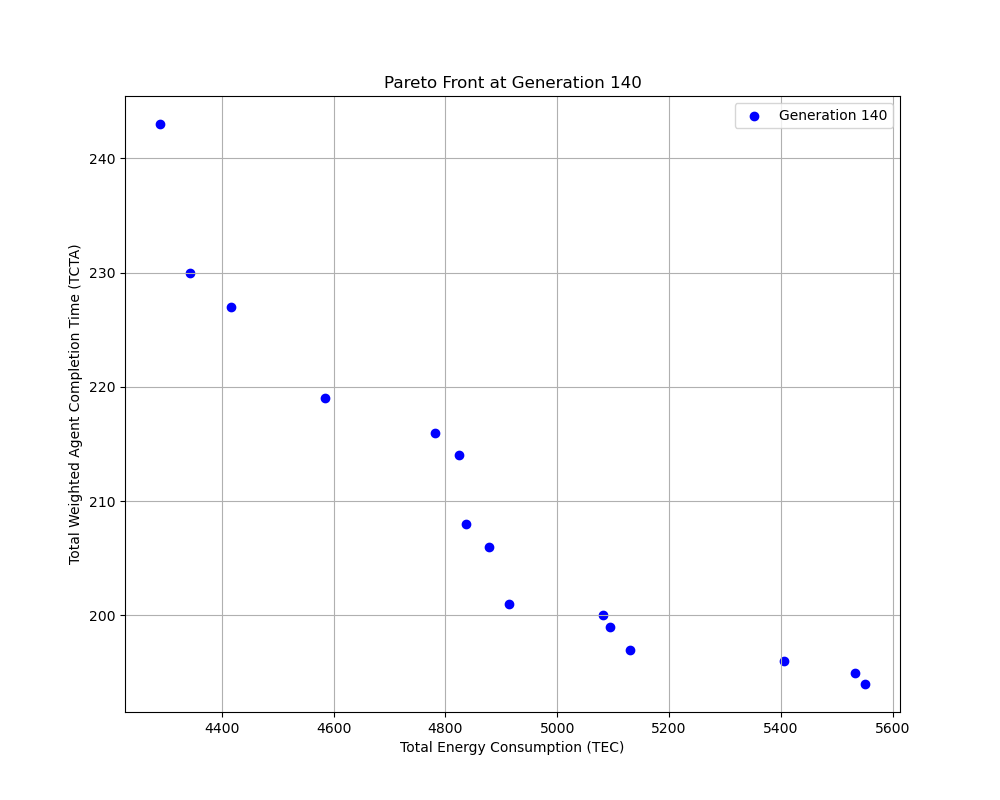 Pareto Front at Generation 140
Generation 140
240
230
220
210
200
Total Weighted Agent Completion Time (TCTA)
4400 4600 4800 5000 5200 5400 5600
Total Energy Consumption (TEC)